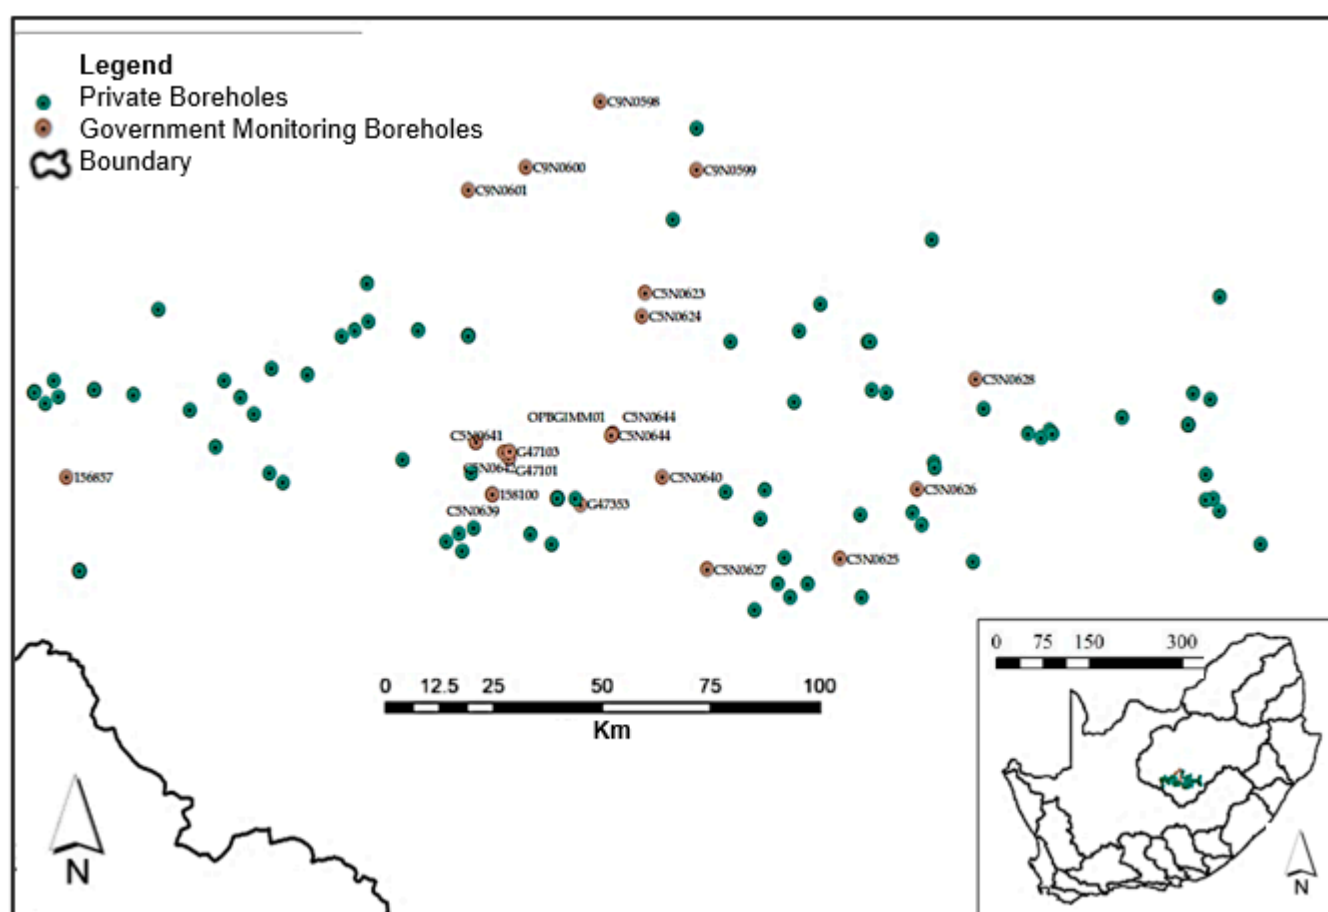 Legend
Private Boreholes
Government Monitoring Boreholes
Boundary
C9N0598
C9N0600
C9N0599
C9N0601
C5N0623
C5N0624
C5N0628
OPBGIMM01 C5N0644
C5N0641 C5N0644
G47103
G47101
156857
C5N0640
C5N0626
158100
G47353
C5N0639
C5N0625
C5N0627
0 12.5 25 50 75 100
Km
0 75 150 300
N
N